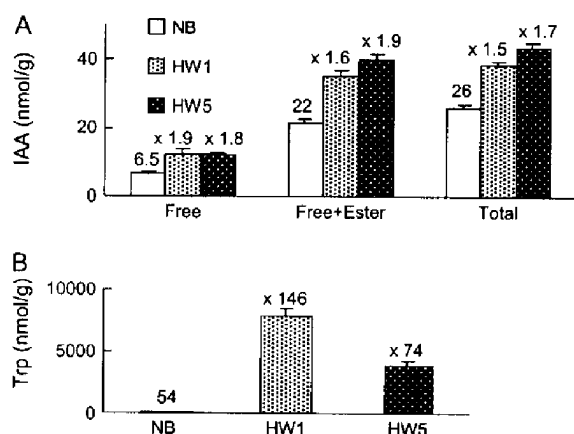 A
IAA (nmol/g)
40
20
0
NB
HW1
HW5
6.5
x 1.9
x 1.8
22
x 1.6
x 1.9
26
x 1.5
x 1.7
Free
Free+Ester
Total
B
Trp (nmol/g)
10000
5000
0
54
x 146
x 74
NB
HW1
HW5